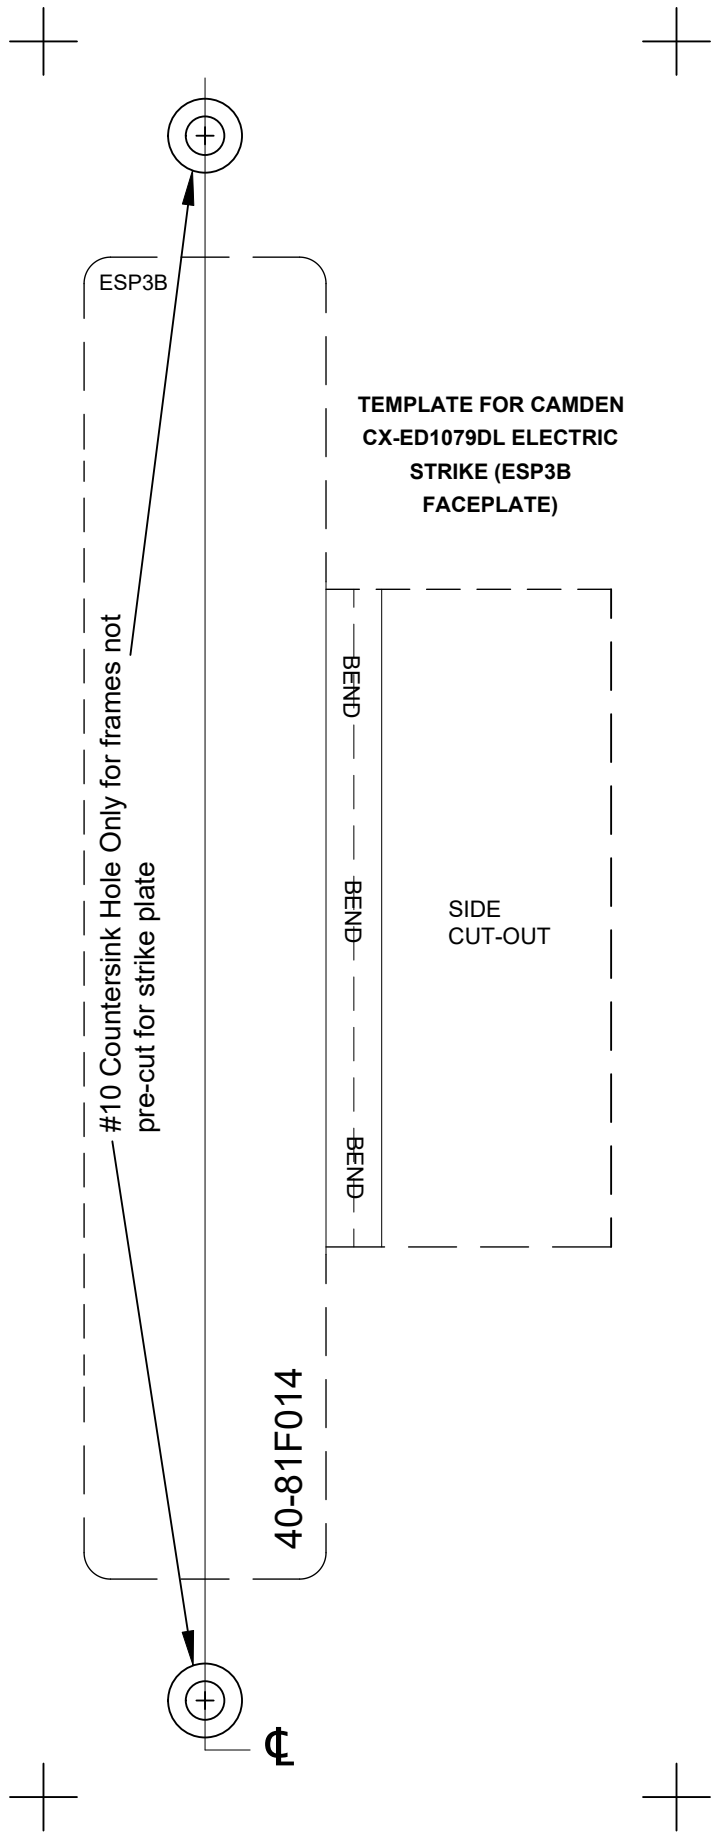 ESP3B
TEMPLATE FOR CAMDEN
CX-ED1079DL ELECTRIC
STRIKE (ESP3B
FACEPLATE)
#10 Countersink Hole Only for frames not
pre-cut for strike plate
BEND
BEND
BEND
SIDE
CUT-OUT
40-81F014
℄